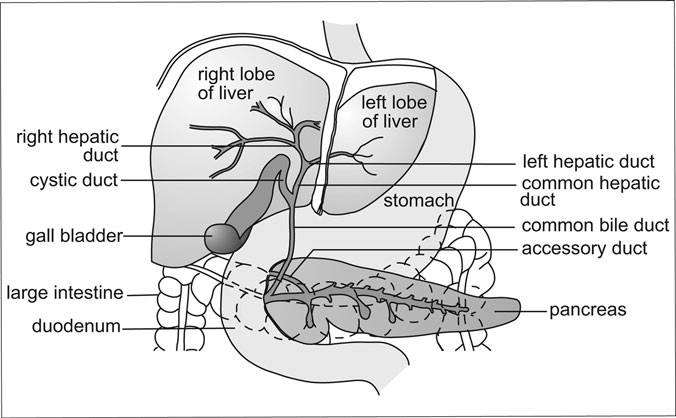 right lobe
of liver
left lobe
of liver
right hepatic
duct
cystic duct
gall bladder
large intestine
duodenum
stomach
left hepatic duct
common hepatic
duct
common bile duct
accessory duct
pancreas